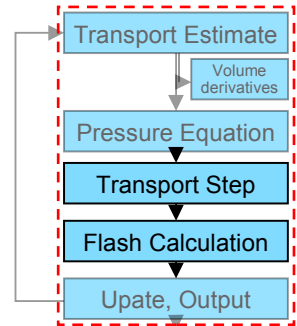 Transport Estimate
Volume
derivatives
Pressure Equation
Transport Step
Flash Calculation
Upate, Output